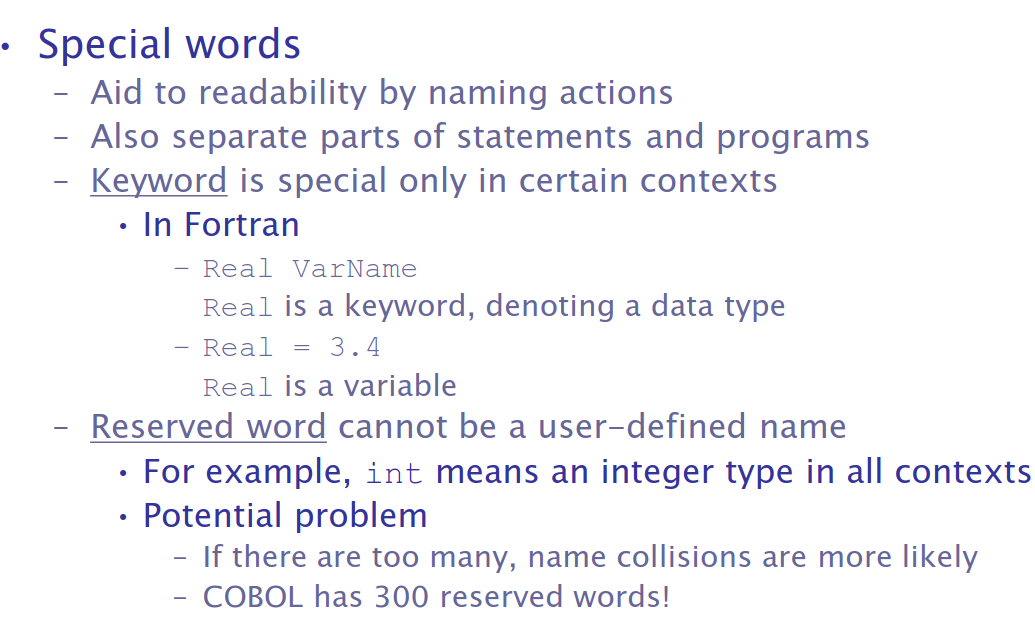 • Special words
– Aid to readability by naming actions
– Also separate parts of statements and programs
– Keyword is special only in certain contexts
• In Fortran
– Real VarName
Real is a keyword, denoting a data type
– Real = 3.4
Real is a variable
– Reserved word cannot be a user-defined name
• For example, int means an integer type in all contexts
• Potential problem
– If there are too many, name collisions are more likely
– COBOL has 300 reserved words!